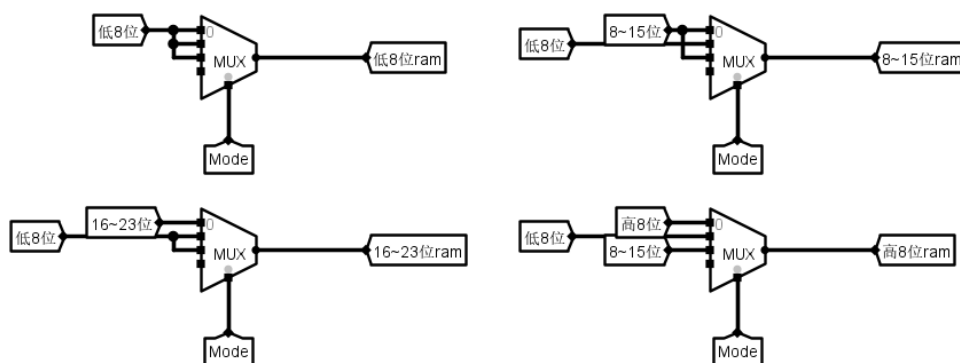 低8位
0
MUX
低8位ram
Mode
低8位
8~15位
0
MUX
8~15位ram
Mode
低8位
16~23位
0
MUX
16~23位ram
Mode
低8位
高8位
8~15位
0
MUX
高8位ram
Mode